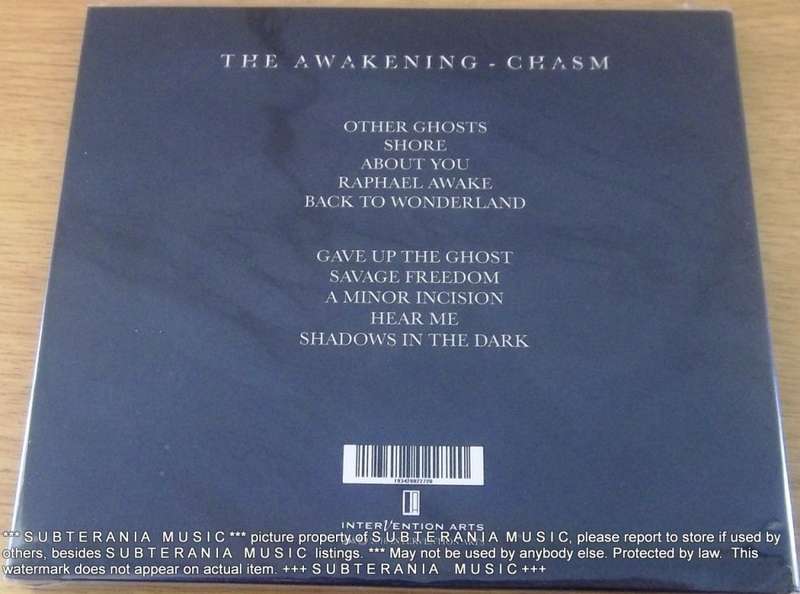 THE AWAKENING - CHASM
OTHER GHOSTS
SHORE
ABOUT YOU
RAPHAEL AWAKE
BACK TO WONDERLAND
GAVE UP THE GHOST
SAVAGE FREEDOM
A MINOR INCISION
HEAR ME
SHADOWS IN THE DARK
INTERVENTION ARTS
*** S U B T E R A N I A   M U S I C *** picture property of S U B T E R A N I A   M U S I C, please report to store if used by
others, besides S U B T E R A N I A   M U S I C  listings. *** May not be used by anybody else. Protected by law.  This
watermark does not appear on actual item. +++ S U B T E R A N I A   M U S I C +++